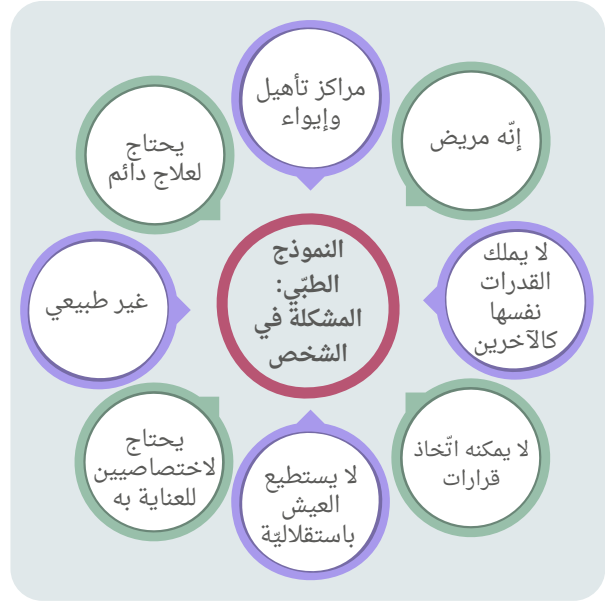 مراكز تأهيل
وإيواء
إنّه مريض
يحتاج
لعلاج دائم
النموذج
الطبّي:
المشكلة في
الشخص
لا يملك
القدرات
نفسها
كالآخرين
غير طبيعي
لا يمكنه اتّخاذ
قرارات
يحتاج
لاختصاصيين
للعناية به
لا يستطيع
العيش
باستقلاليّة